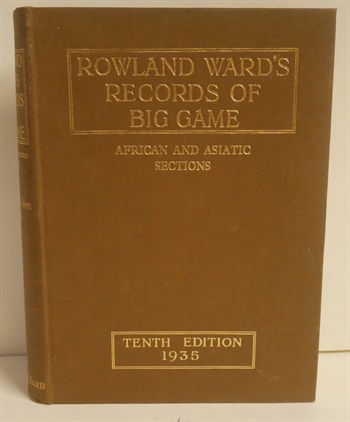 ROWLAND WARD'S
RECORDS OF
BIG GAME
AFRICAN AND ASIATIC
SECTIONS
TENTH EDITION
1935